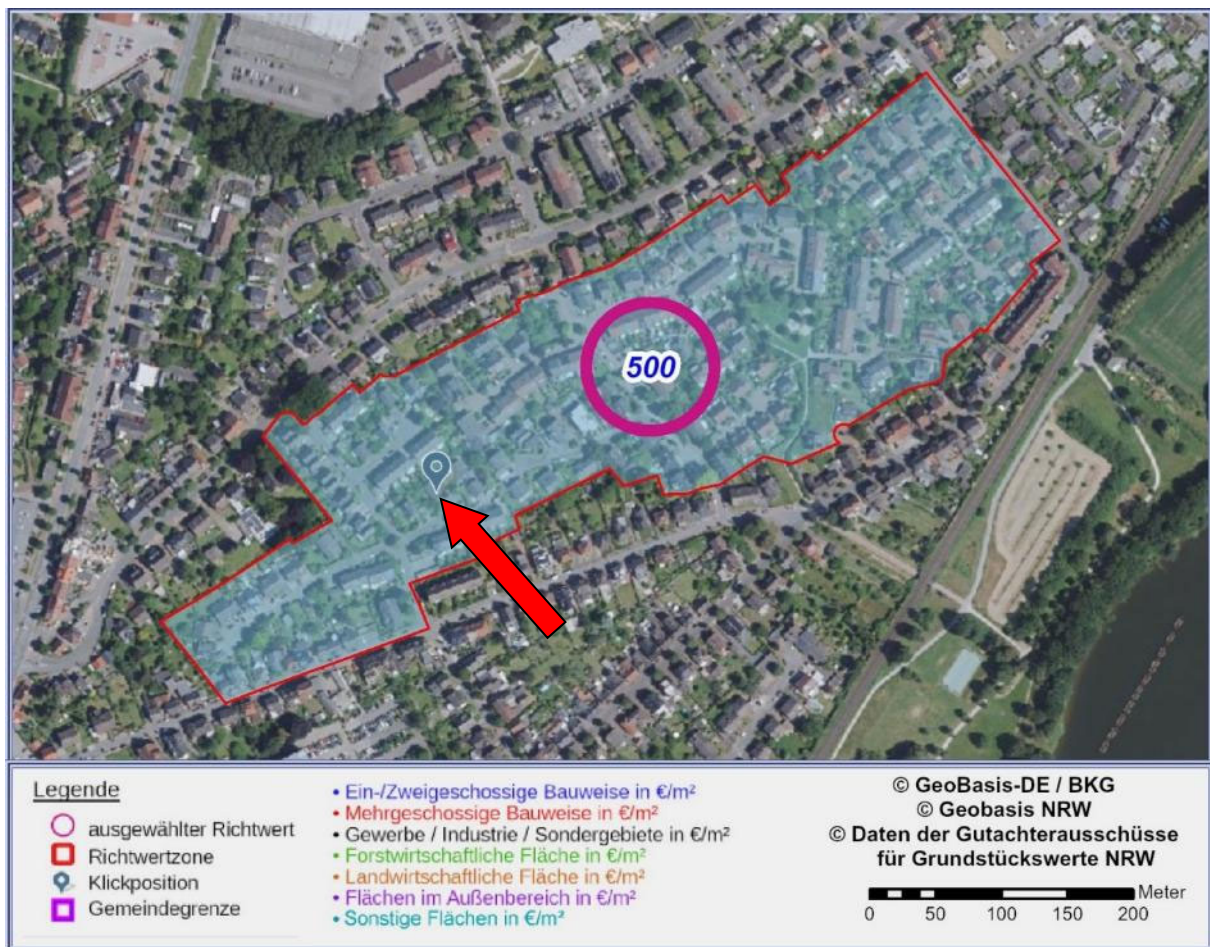 500
Legende
ausgewählter Richtwert
Richtwertzone
Klickposition
Gemeindegrenze
• Ein-/Zweigeschossige Bauweise in €/m²
• Mehrgeschossige Bauweise in €/m²
• Gewerbe / Industrie / Sondergebiete in €/m²
• Forstwirtschaftliche Fläche in €/m²
• Landwirtschaftliche Fläche in €/m²
• Flächen im Außenbereich in €/m²
• Sonstige Flächen in €/m²
© GeoBasis-DE / BKG
© Geobasis NRW
© Daten der Gutachterausschüsse
für Grundstückswerte NRW
Meter
0 50 100 150 200